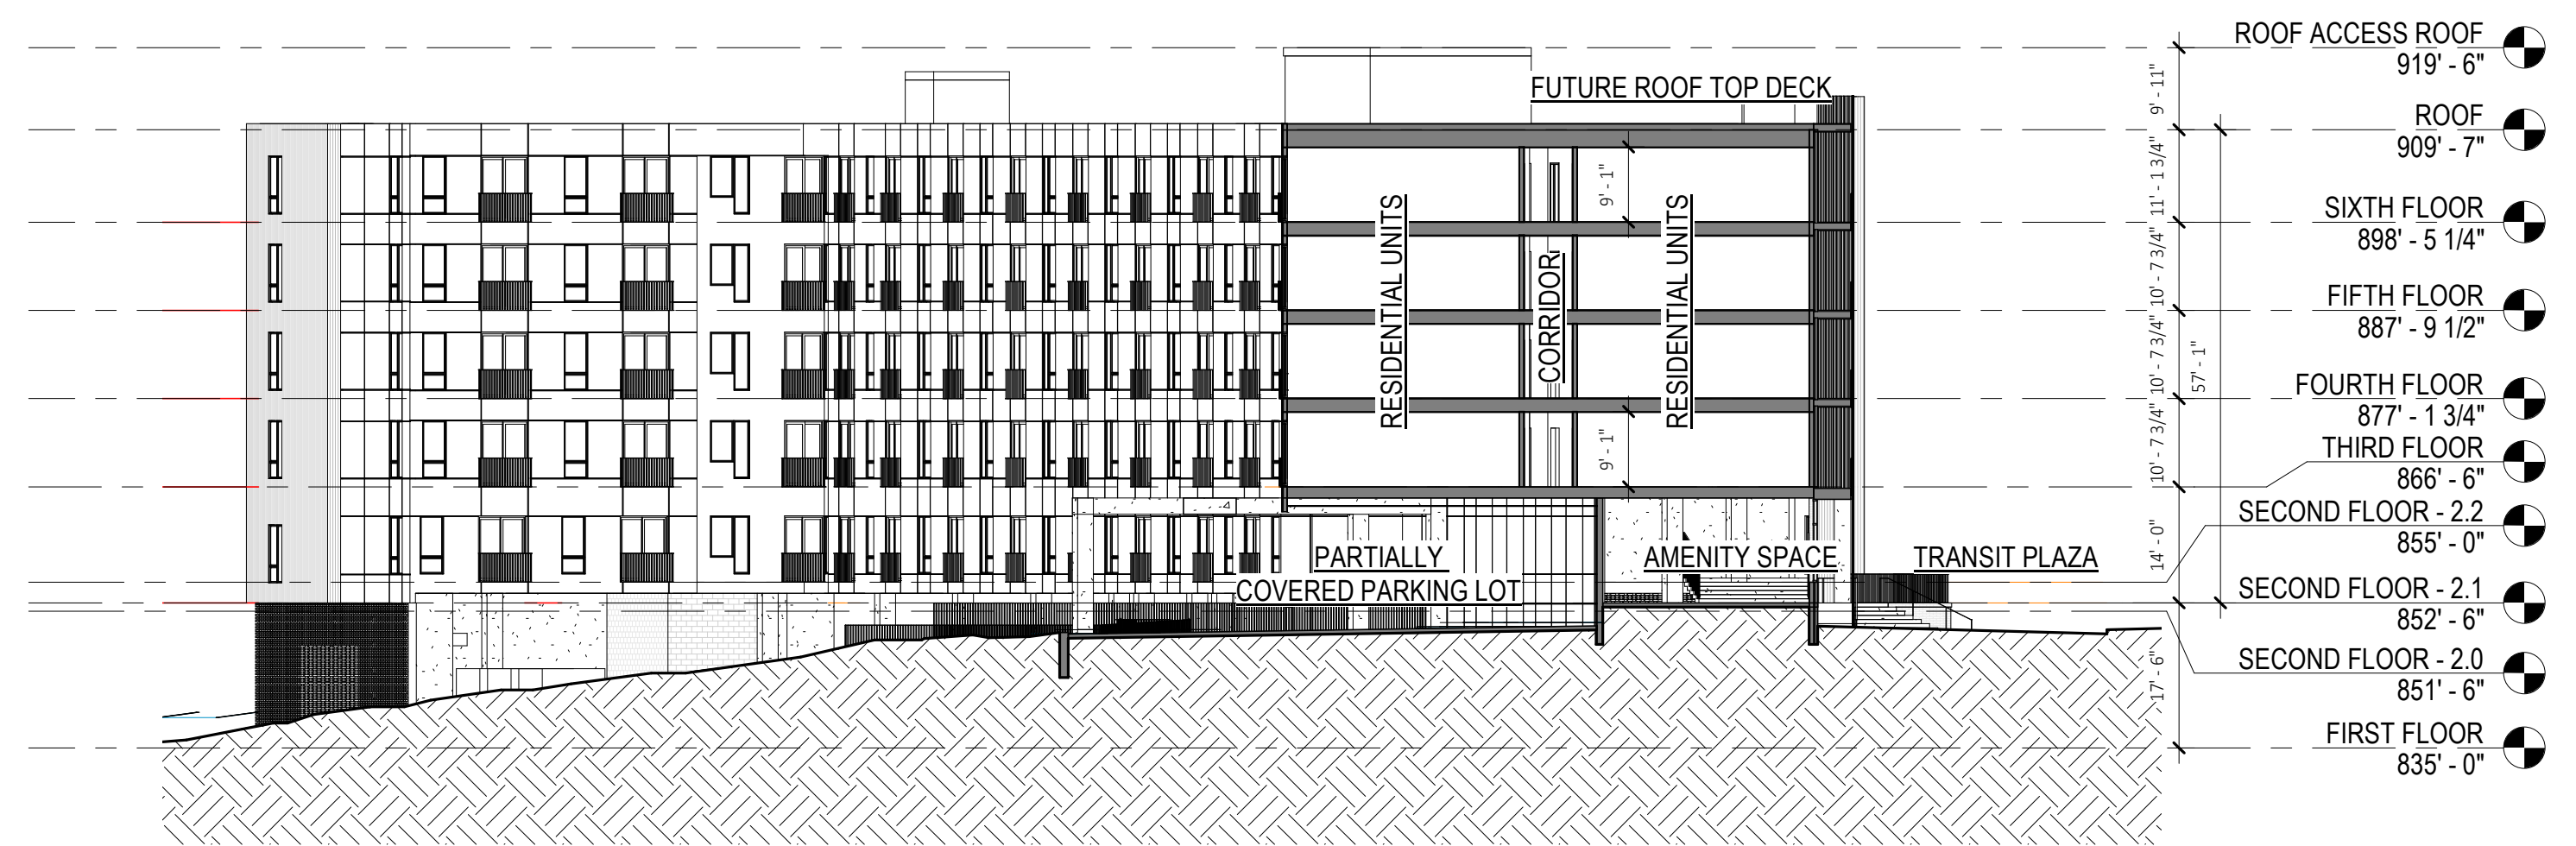 ROOF ACCESS ROOF
919' - 6"
FUTURE ROOF TOP DECK
9' - 11"
ROOF
909' - 7"
11' - 1 3/4"
9' - 1"
SIXTH FLOOR
898' - 5 1/4"
10' - 7 3/4"
RESIDENTIAL UNITS
CORRIDOR
RESIDENTIAL UNITS
FIFTH FLOOR
887' - 9 1/2"
10' - 7 3/4"
57' - 1"
FOURTH FLOOR
877' - 1 3/4"
10' - 7 3/4"
9' - 1"
THIRD FLOOR
866' - 6"
SECOND FLOOR - 2.2
855' - 0"
14' - 0"
PARTIALLY
COVERED PARKING LOT
AMENITY SPACE
TRANSIT PLAZA
SECOND FLOOR - 2.1
852' - 6"
SECOND FLOOR - 2.0
851' - 6"
17' - 6"
FIRST FLOOR
835' - 0"